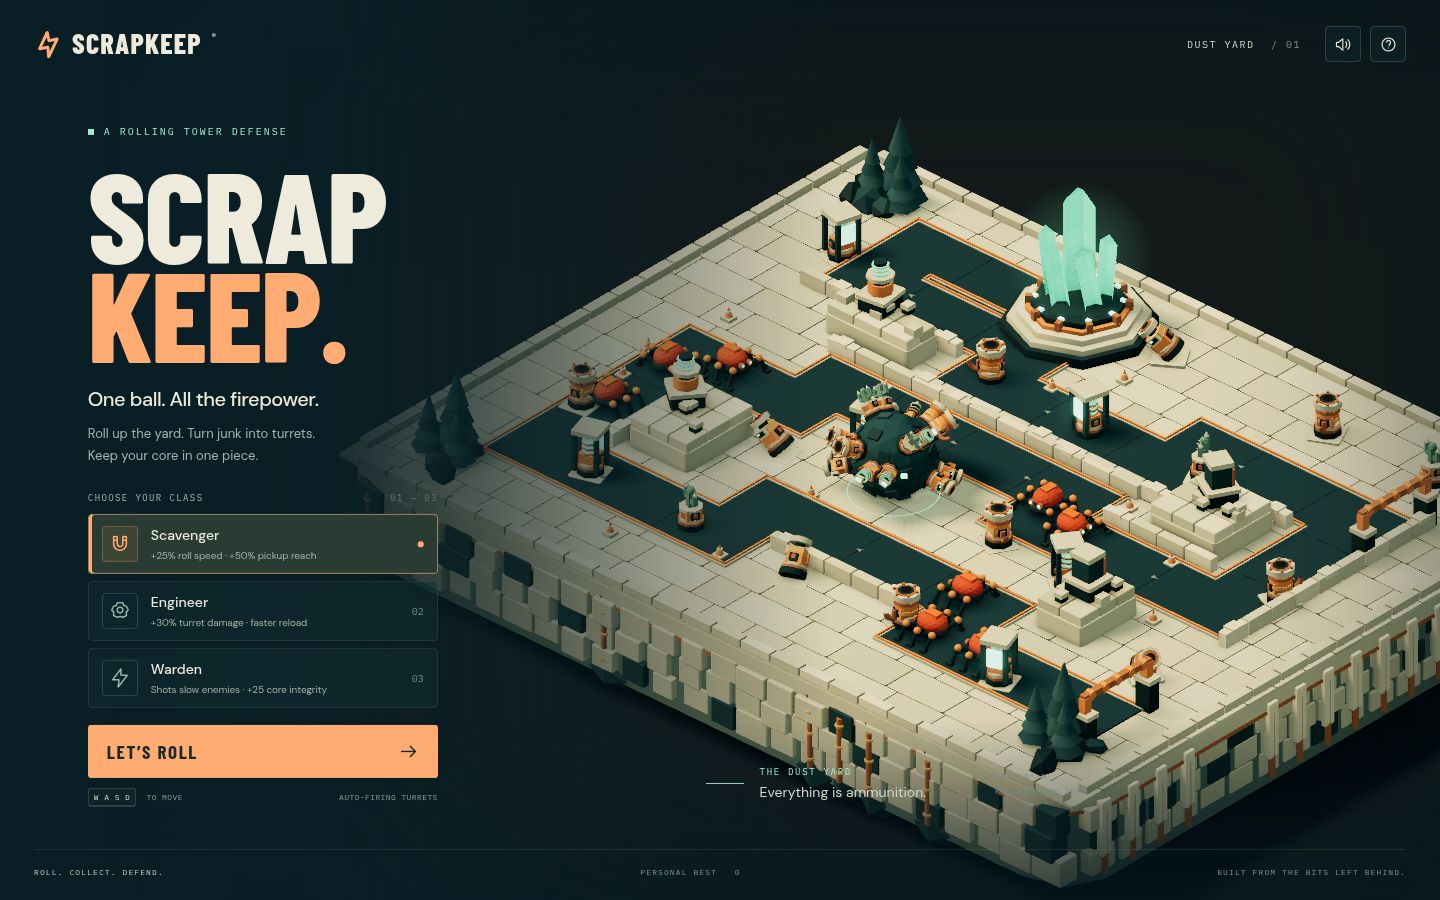 SCRAPKEEP
DUST YARD / 01
A ROLLING TOWER DEFENSE
SCRAP
KEEP.
One ball. All the firepower.
Roll up the yard. Turn junk into turrets.
Keep your core in one piece.
CHOOSE YOUR CLASS 01 — 03
Scavenger
+25% roll speed · +50% pickup reach
Engineer
+30% turret damage · faster reload
02
Warden
Shots slow enemies · +25 core integrity
03
LET'S ROLL
W A S D TO MOVE AUTO-FIRING TURRETS
THE DUST YARD
Everything is ammunition.
ROLL. COLLECT. DEFEND.
PERSONAL BEST 0
BUILT FROM THE BITS LEFT BEHIND.